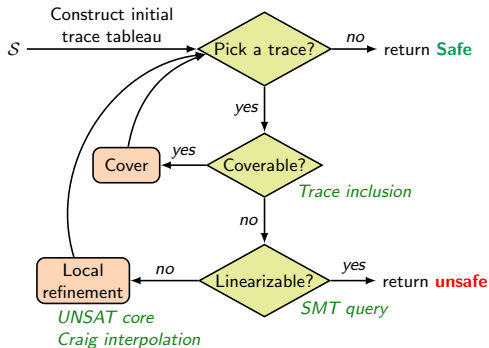 Construct initial
trace tableau
𝒮
Pick a trace?
no
return Safe
yes
Cover
yes
Coverable?
Trace inclusion
no
Local
refinement
no
Linearizable?
yes
return unsafe
UNSAT core
Craig interpolation
SMT query